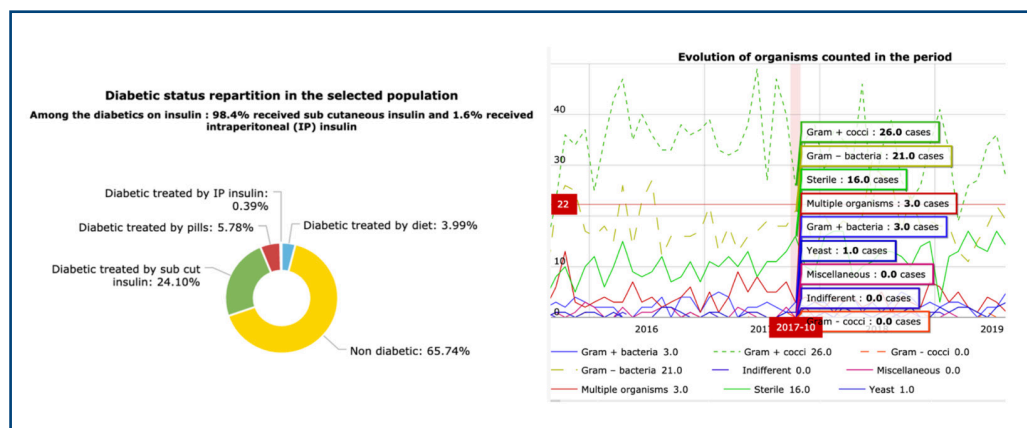 Diabetic status repartition in the selected population
Among the diabetics on insulin : 98.4% received sub cutaneous insulin and 1.6% received
intraperitoneal (IP) insulin
Diabetic treated by IP insulin:
0.39%
Diabetic treated by pills: 5.78%
Diabetic treated by diet: 3.99%
Diabetic treated by sub cut
insulin: 24.10%
Non diabetic: 65.74%
Evolution of organisms counted in the period
40
30
22
10
0
Gram + cocci : 26.0 cases
Gram – bacteria : 21.0 cases
Sterile : 16.0 cases
Multiple organisms : 3.0 cases
Gram + bacteria : 3.0 cases
Yeast : 1.0 cases
Miscellaneous : 0.0 cases
Indifferent : 0.0 cases
Gram - cocci : 0.0 cases
2016
2017-10
2019
Gram + bacteria 3.0
Gram + cocci 26.0
Gram - cocci 0.0
Gram – bacteria 21.0
Indifferent 0.0
Miscellaneous 0.0
Multiple organisms 3.0
Sterile 16.0
Yeast 1.0